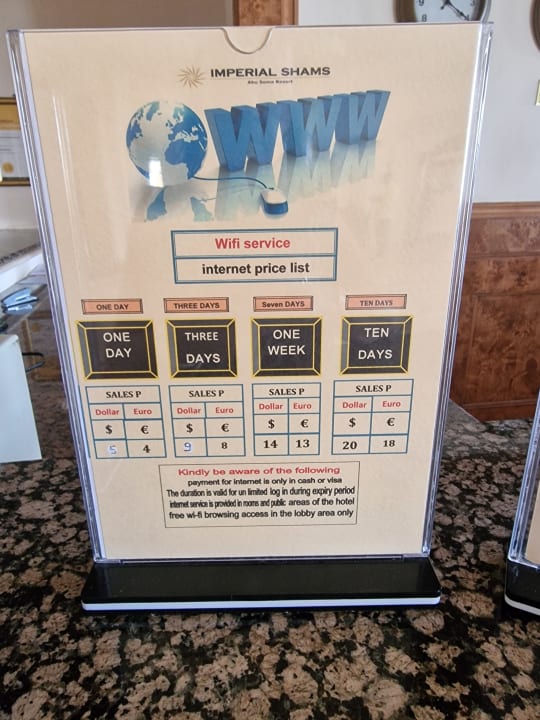 IMPERIAL SHAMS
Abu Soma Resort
WWW
Wifi service
internet price list
ONE DAY THREE DAYS Seven DAYS TEN DAYS
ONE DAY
THREE DAYS
ONE WEEK
TEN DAYS
SALES P SALES P SALES P SALES P
Dollar Euro Dollar Euro Dollar Euro Dollar Euro
$ € $ € $ € $ €
5 4 9 8 14 13 20 18
Kindly be aware of the following
payment for internet is only in cash or visa
The duration is valid for un limited log in during expiry period
internet service is provided in rooms and public areas of the hotel
free wi-fi browsing access in the lobby area only